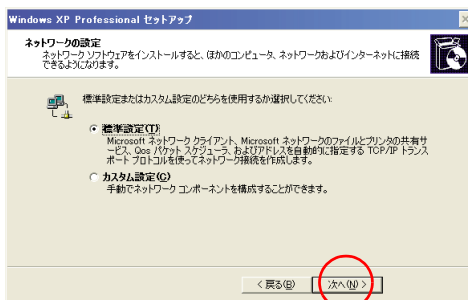 Windows XP Professional セットアップ
ネットワークの設定
ネットワーク ソフトウェアをインストールすると、ほかのコンピュータ、ネットワークおよびインターネットに接続
できるようになります。
標準設定またはカスタム設定のどちらを使用するか選択してください:
標準設定(T)
Microsoft ネットワーク クライアント、Microsoft ネットワークのファイルとプリンタの共有サ
ービス、Qos パケット スケジューラ、およびアドレスを自動的に指定する TCP/IP トランス
ポート プロトコルを使ってネットワーク接続を作成します。
カスタム設定(C)
手動でネットワーク コンポーネントを構成することができます。
< 戻る(B) 次へ(N) >